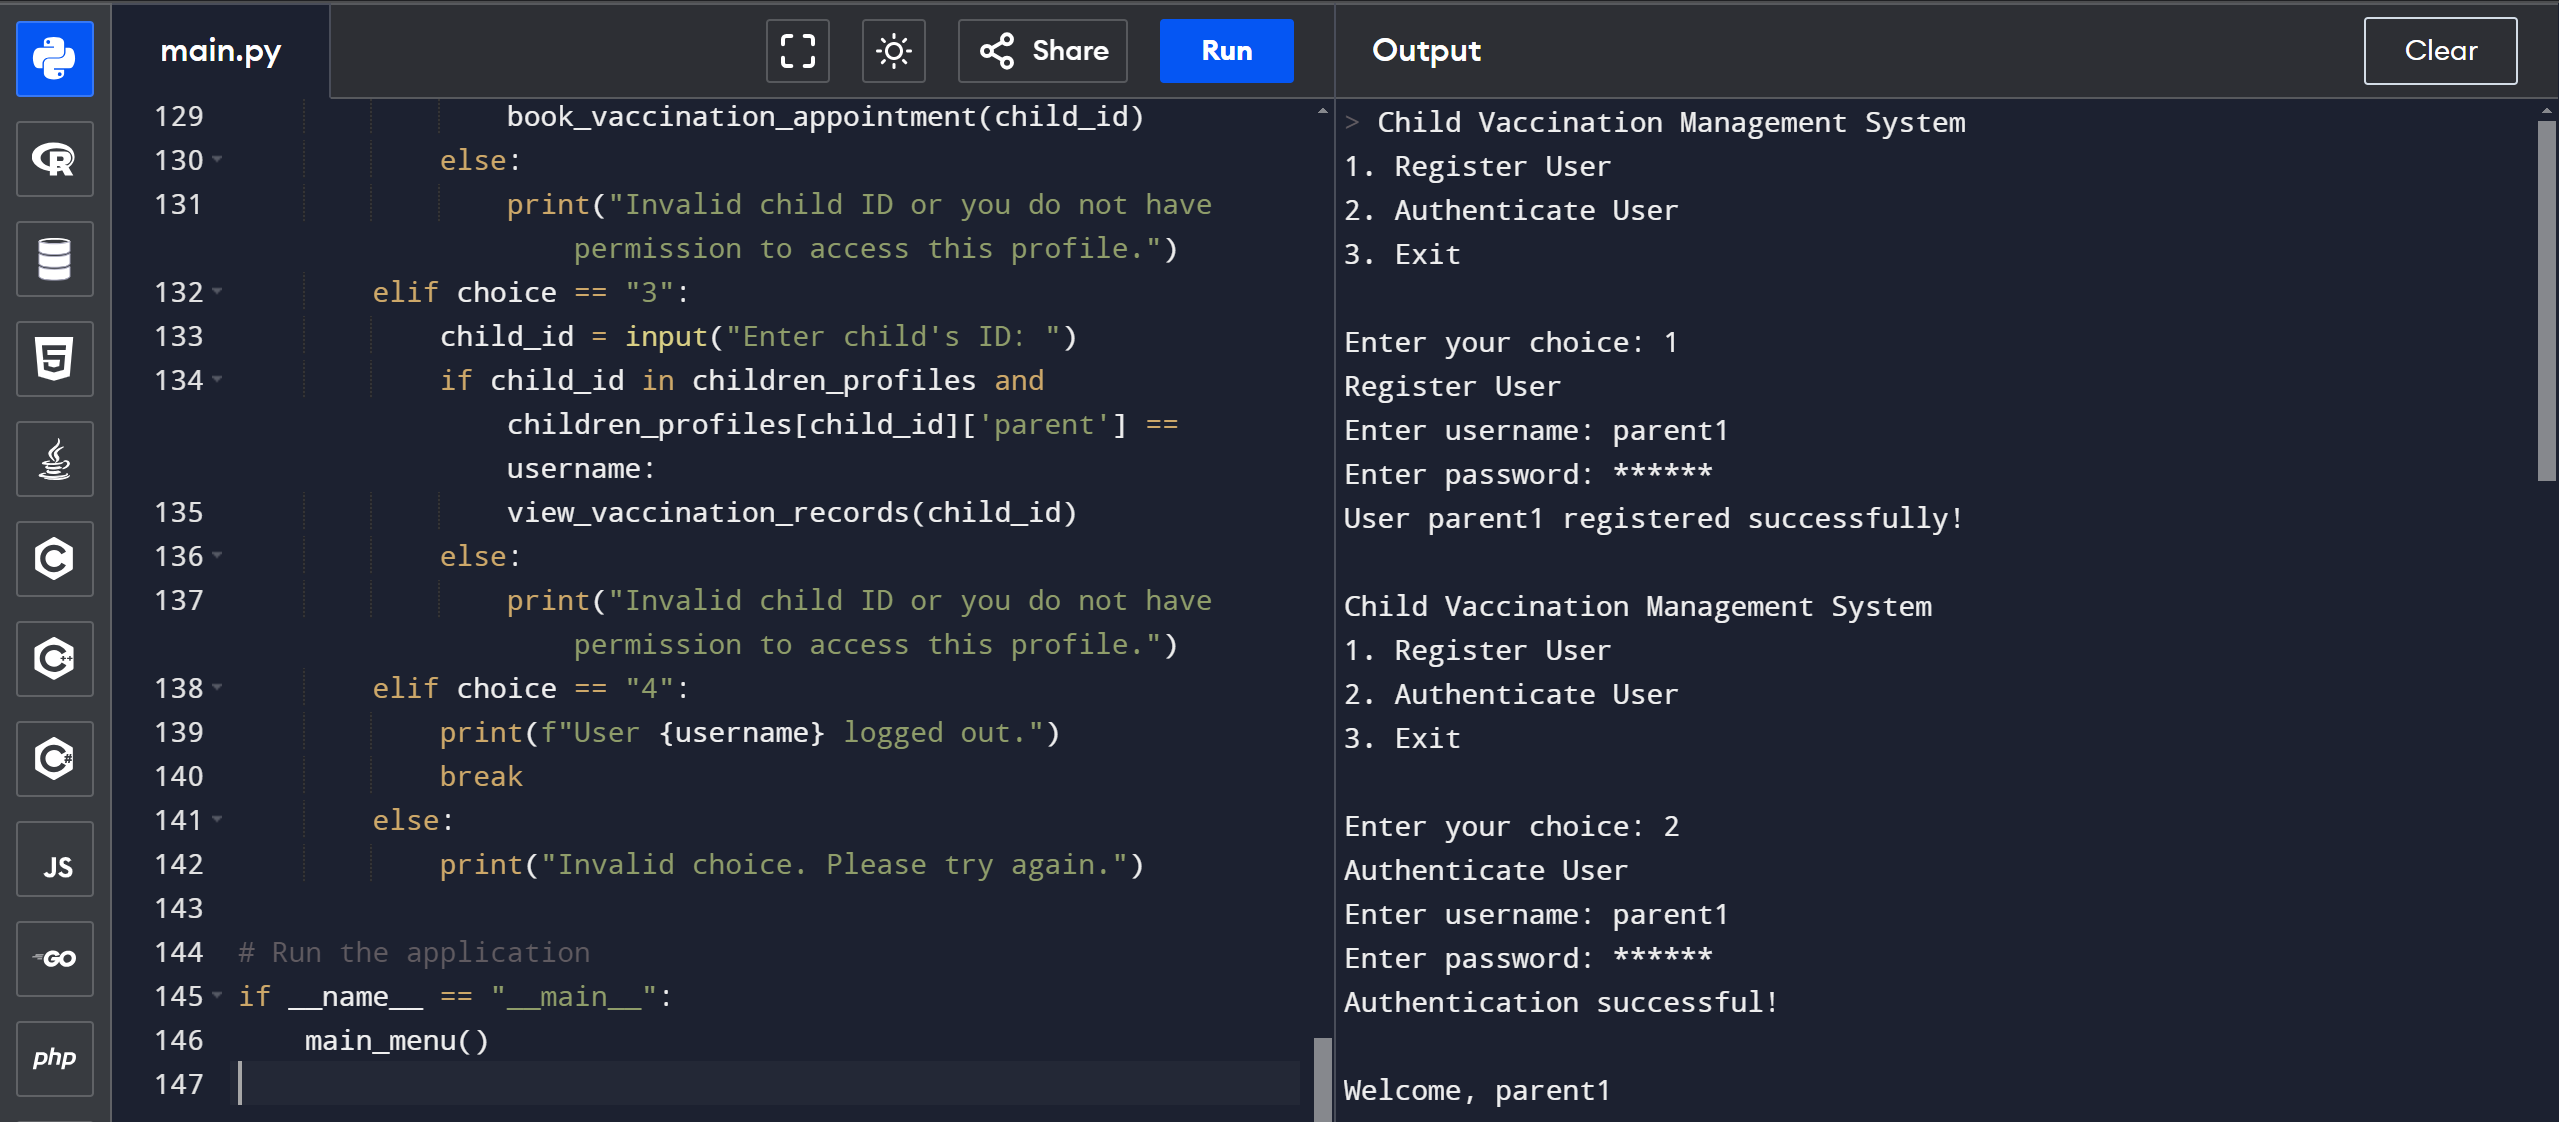 main.py
Share
Run
Output
Clear
R
5
C
C++
C#
JS
GO
php
129 book_vaccination_appointment(child_id)
130 else:
131 print("Invalid child ID or you do not have
permission to access this profile.")
132 elif choice == "3":
133 child_id = input("Enter child's ID: ")
134 if child_id in children_profiles and
children_profiles[child_id]['parent'] ==
username:
135 view_vaccination_records(child_id)
136 else:
137 print("Invalid child ID or you do not have
permission to access this profile.")
138 elif choice == "4":
139 print(f"User {username} logged out.")
140 break
141 else:
142 print("Invalid choice. Please try again.")
143
144 # Run the application
145 if __name__ == "__main__":
146 main_menu()
147
> Child Vaccination Management System
1. Register User
2. Authenticate User
3. Exit
Enter your choice: 1
Register User
Enter username: parent1
Enter password: ******
User parent1 registered successfully!
Child Vaccination Management System
1. Register User
2. Authenticate User
3. Exit
Enter your choice: 2
Authenticate User
Enter username: parent1
Enter password: ******
Authentication successful!
Welcome, parent1